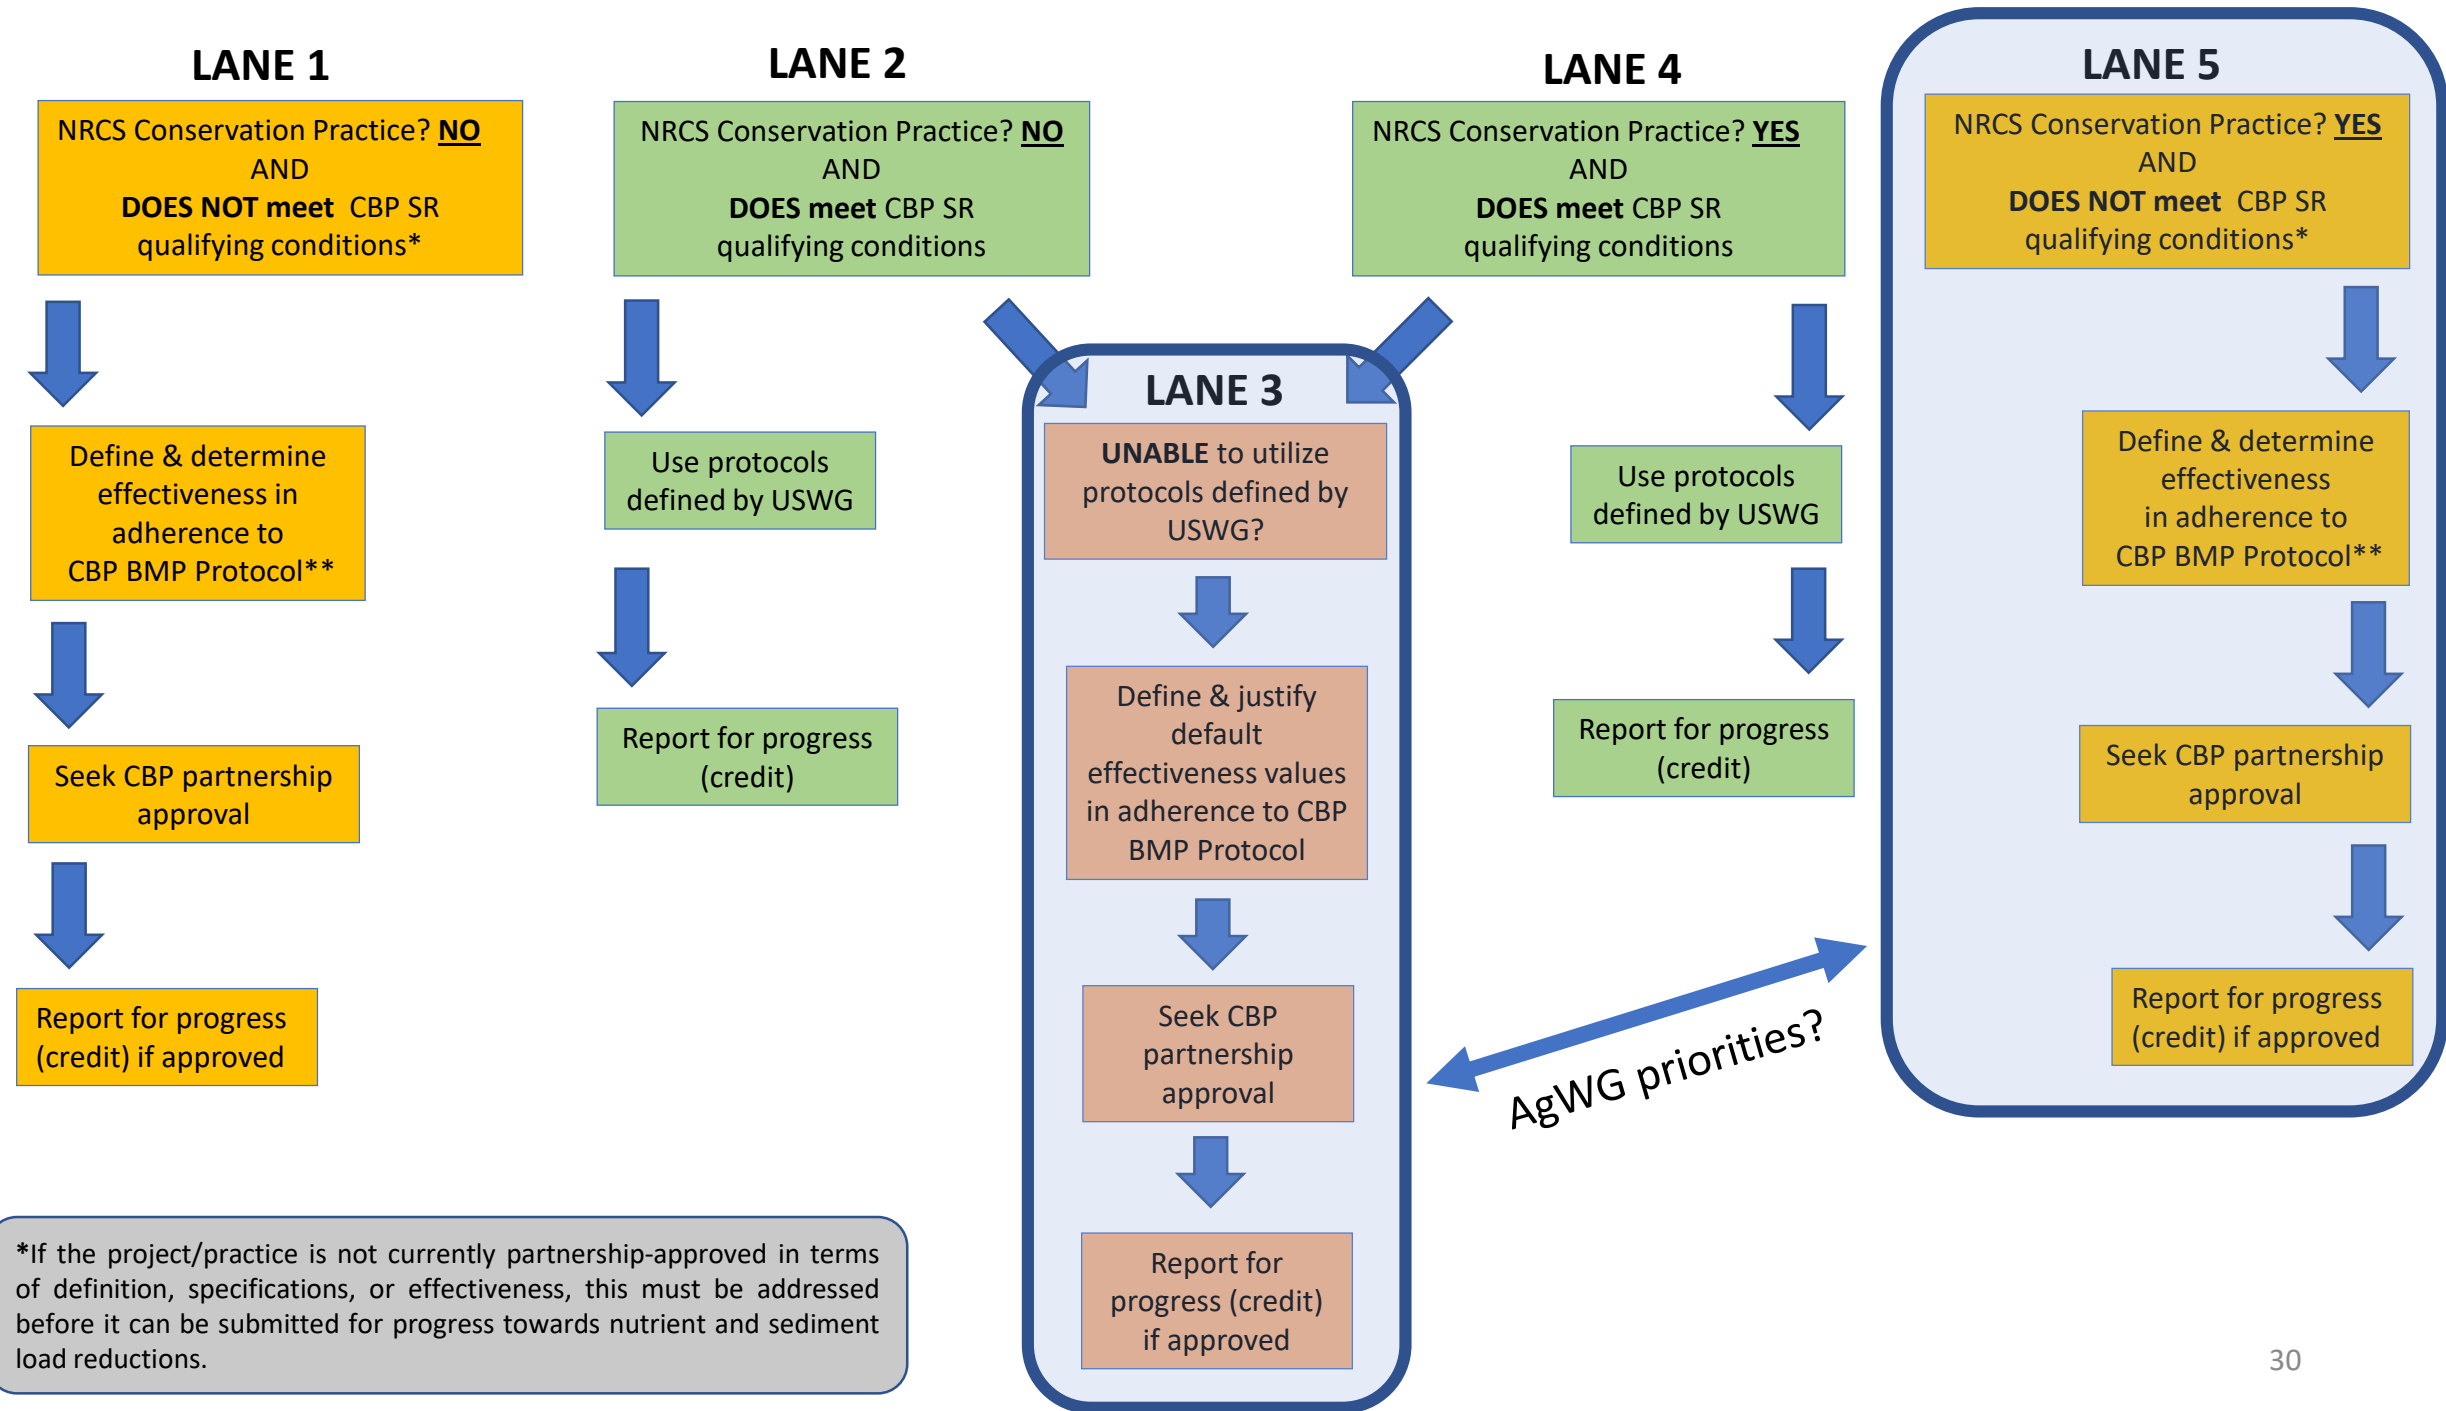 LANE 1
NRCS Conservation Practice? NO
AND
DOES NOT meet CBP SR
qualifying conditions*
Define & determine
effectiveness in
adherence to
CBP BMP Protocol**
Seek CBP partnership
approval
Report for progress
(credit) if approved
LANE 2
NRCS Conservation Practice? NO
AND
DOES meet CBP SR
qualifying conditions
Use protocols
defined by USWG
Report for progress
(credit)
LANE 3
UNABLE to utilize
protocols defined by
USWG?
Define & justify
default
effectiveness values
in adherence to CBP
BMP Protocol
Seek CBP
partnership
approval
Report for
progress (credit)
if approved
LANE 4
NRCS Conservation Practice? YES
AND
DOES meet CBP SR
qualifying conditions
Use protocols
defined by USWG
Report for progress
(credit)
AgWG priorities?
LANE 5
NRCS Conservation Practice? YES
AND
DOES NOT meet CBP SR
qualifying conditions*
Define & determine
effectiveness
in adherence to
CBP BMP Protocol**
Seek CBP partnership
approval
Report for progress
(credit) if approved
*If the project/practice is not currently partnership-approved in terms
of definition, specifications, or effectiveness, this must be addressed
before it can be submitted for progress towards nutrient and sediment
load reductions.
30